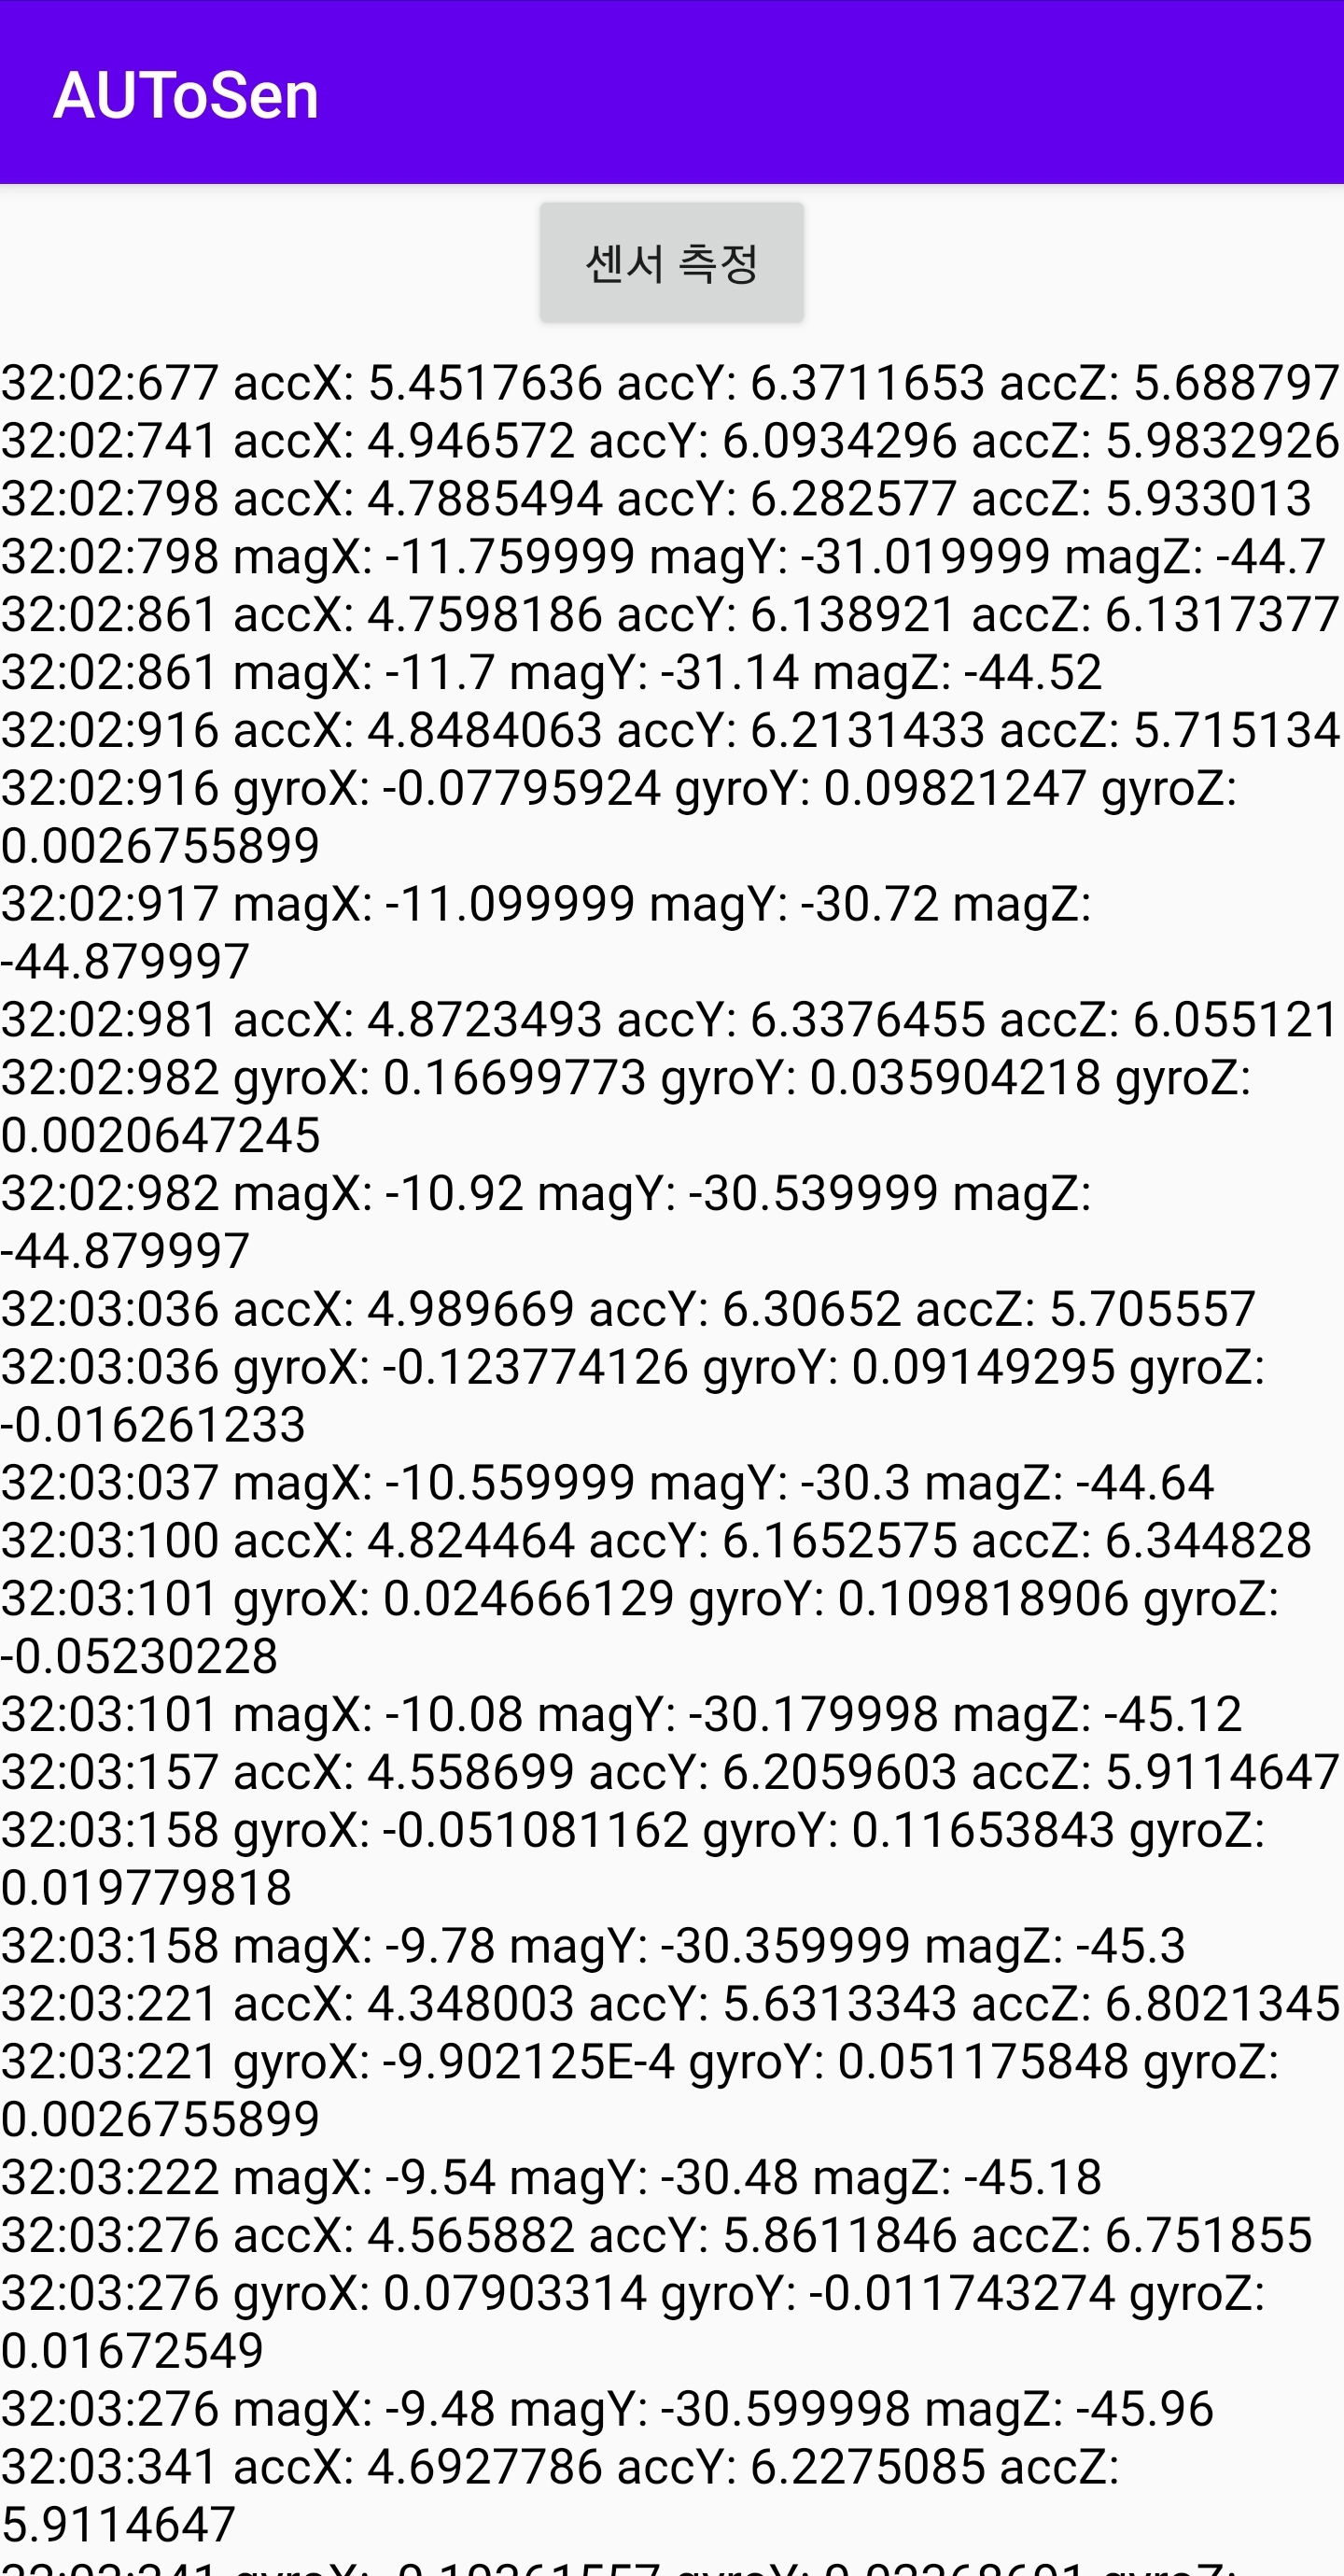 AUToSen
센서 측정
32:02:677 accX: 5.4517636 accY: 6.3711653 accZ: 5.688797
32:02:741 accX: 4.946572 accY: 6.0934296 accZ: 5.9832926
32:02:798 accX: 4.7885494 accY: 6.282577 accZ: 5.933013
32:02:798 magX: -11.759999 magY: -31.019999 magZ: -44.7
32:02:861 accX: 4.7598186 accY: 6.138921 accZ: 6.1317377
32:02:861 magX: -11.7 magY: -31.14 magZ: -44.52
32:02:916 accX: 4.8484063 accY: 6.2131433 accZ: 5.715134
32:02:916 gyroX: -0.07795924 gyroY: 0.09821247 gyroZ:
0.0026755899
32:02:917 magX: -11.099999 magY: -30.72 magZ:
-44.879997
32:02:981 accX: 4.8723493 accY: 6.3376455 accZ: 6.055121
32:02:982 gyroX: 0.16699773 gyroY: 0.035904218 gyroZ:
0.0020647245
32:02:982 magX: -10.92 magY: -30.539999 magZ:
-44.879997
32:03:036 accX: 4.989669 accY: 6.30652 accZ: 5.705557
32:03:036 gyroX: -0.123774126 gyroY: 0.09149295 gyroZ:
-0.016261233
32:03:037 magX: -10.559999 magY: -30.3 magZ: -44.64
32:03:100 accX: 4.824464 accY: 6.1652575 accZ: 6.344828
32:03:101 gyroX: 0.024666129 gyroY: 0.109818906 gyroZ:
-0.05230228
32:03:101 magX: -10.08 magY: -30.179998 magZ: -45.12
32:03:157 accX: 4.558699 accY: 6.2059603 accZ: 5.9114647
32:03:158 gyroX: -0.051081162 gyroY: 0.11653843 gyroZ:
0.019779818
32:03:158 magX: -9.78 magY: -30.359999 magZ: -45.3
32:03:221 accX: 4.348003 accY: 5.6313343 accZ: 6.8021345
32:03:221 gyroX: -9.902125E-4 gyroY: 0.051175848 gyroZ:
0.0026755899
32:03:222 magX: -9.54 magY: -30.48 magZ: -45.18
32:03:276 accX: 4.565882 accY: 5.8611846 accZ: 6.751855
32:03:276 gyroX: 0.07903314 gyroY: -0.011743274 gyroZ:
0.01672549
32:03:276 magX: -9.48 magY: -30.599998 magZ: -45.96
32:03:341 accX: 4.6927786 accY: 6.2275085 accZ:
5.9114647